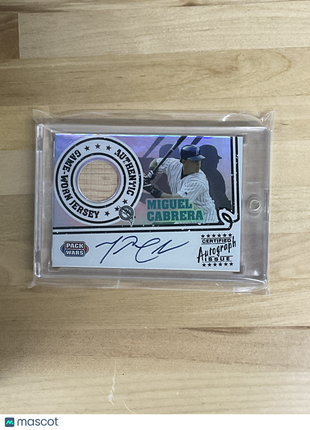 AUTHENTIC
GAME-WORN JERSEY
MIGUEL
CABRERA
PACK
WARS
CERTIFIED
Autograph
ISSUE
mascot